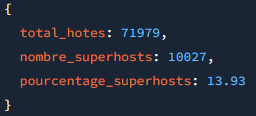 {
total_hotes: 71979,
nombre_superhosts: 10027,
pourcentage_superhosts: 13.93
}